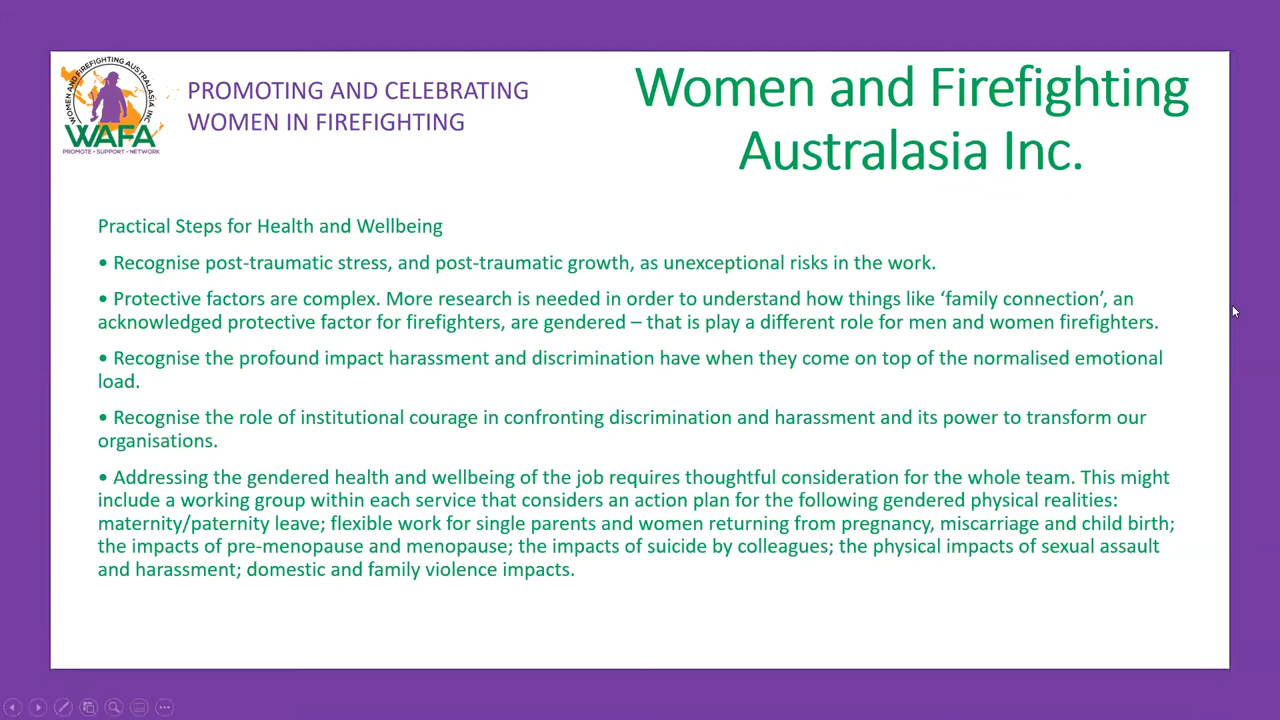 WOMEN AND FIREFIGHTING AUSTRALASIA INC
WAFA
PROMOTE • SUPPORT • NETWORK
PROMOTING AND CELEBRATING
WOMEN IN FIREFIGHTING
Women and Firefighting
Australasia Inc.
Practical Steps for Health and Wellbeing
• Recognise post-traumatic stress, and post-traumatic growth, as unexceptional risks in the work.
• Protective factors are complex. More research is needed in order to understand how things like ‘family connection’, an
acknowledged protective factor for firefighters, are gendered – that is play a different role for men and women firefighters.
• Recognise the profound impact harassment and discrimination have when they come on top of the normalised emotional
load.
• Recognise the role of institutional courage in confronting discrimination and harassment and its power to transform our
organisations.
• Addressing the gendered health and wellbeing of the job requires thoughtful consideration for the whole team. This might
include a working group within each service that considers an action plan for the following gendered physical realities:
maternity/paternity leave; flexible work for single parents and women returning from pregnancy, miscarriage and child birth;
the impacts of pre-menopause and menopause; the impacts of suicide by colleagues; the physical impacts of sexual assault
and harassment; domestic and family violence impacts.